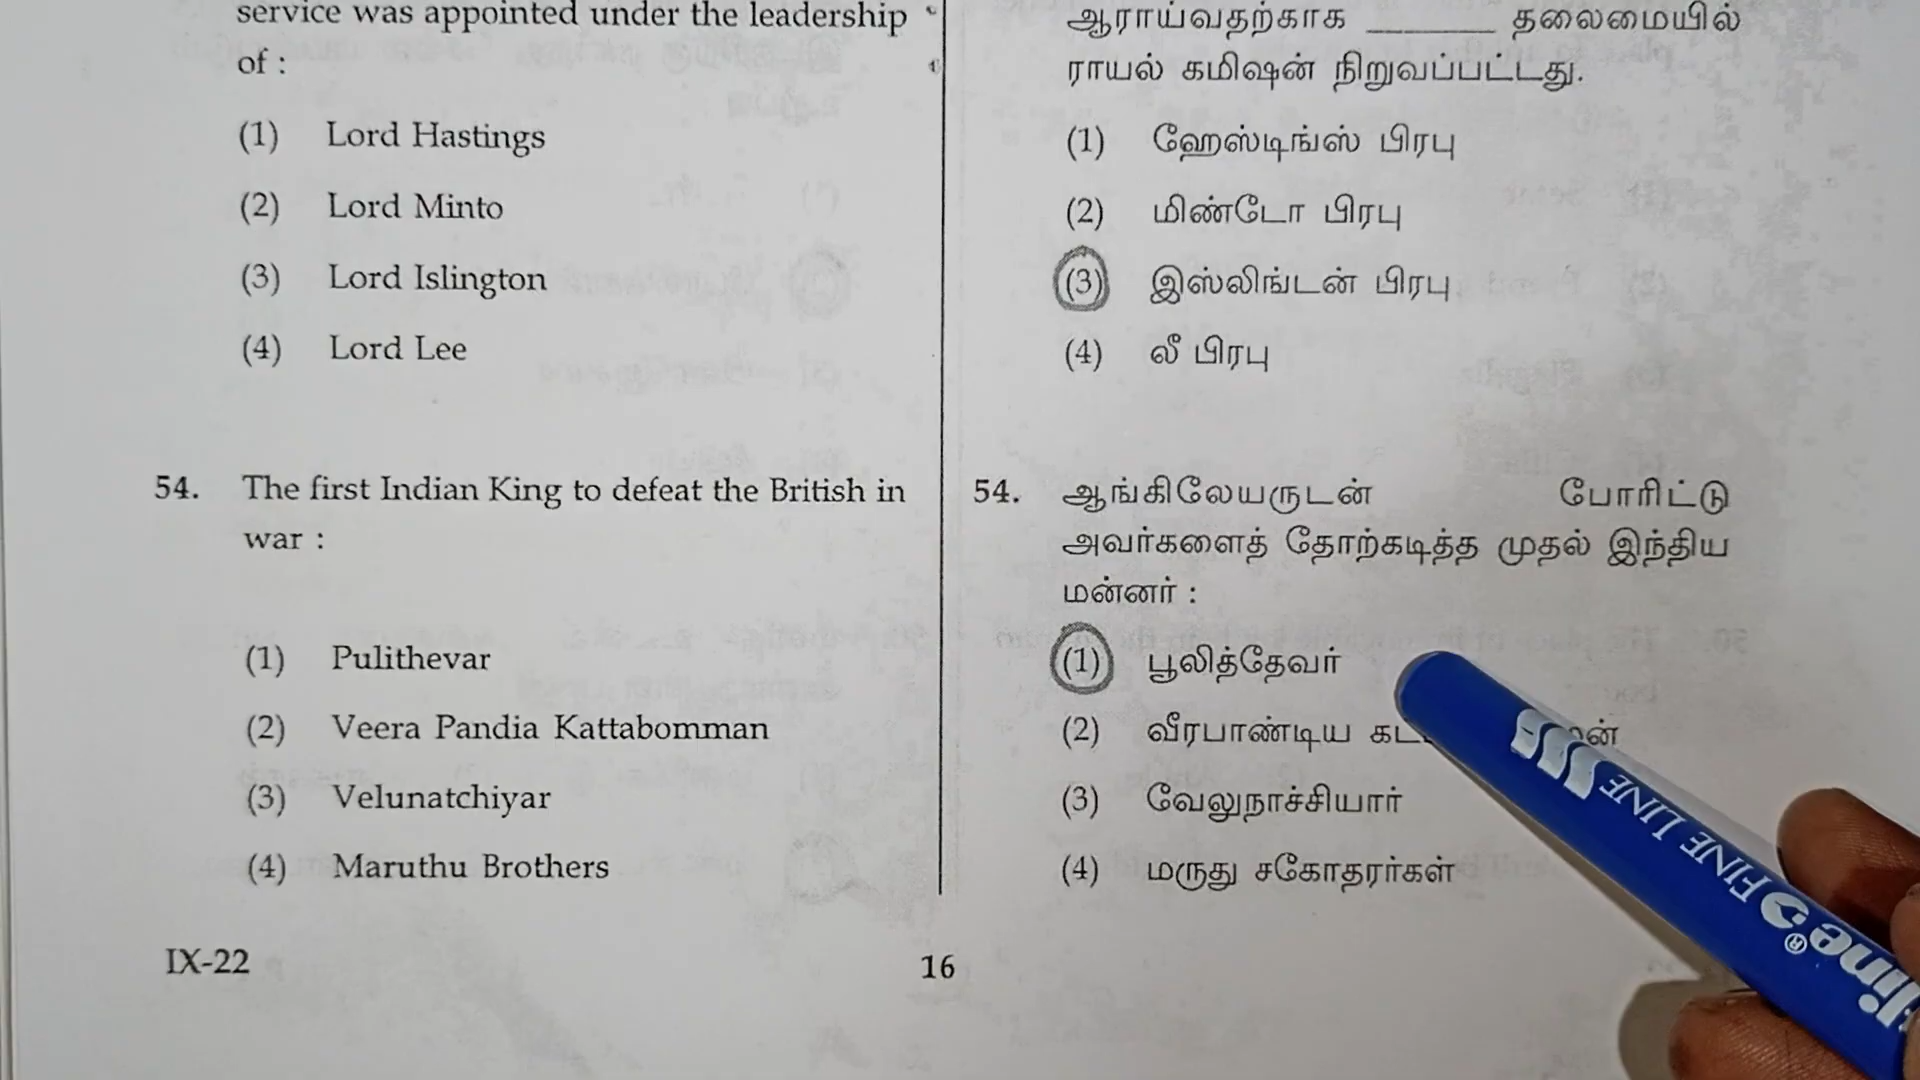 service was appointed under the leadership
of :
(1) Lord Hastings
(2) Lord Minto
(3) Lord Islington
(4) Lord Lee
54. The first Indian King to defeat the British in
war :
(1) Pulithevar
(2) Veera Pandia Kattabomman
(3) Velunatchiyar
(4) Maruthu Brothers
ஆராய்வதற்காக ______ தலைமையில்
ராயல் கமிஷன் நிறுவப்பட்டது.
(1) ஹேஸ்டிங்ஸ் பிரபு
(2) மிண்டோ பிரபு
(3) இஸ்லிங்டன் பிரபு
(4) லீ பிரபு
54. ஆங்கிலேயருடன் போரிட்டு
அவர்களைத் தோற்கடித்த முதல் இந்திய
மன்னர் :
(1) பூலித்தேவர்
(2) வீரபாண்டிய
(3) வேலுநாச்சியார்
(4) மருது சகோதரர்கள்
IX-22
16
FINE LINE